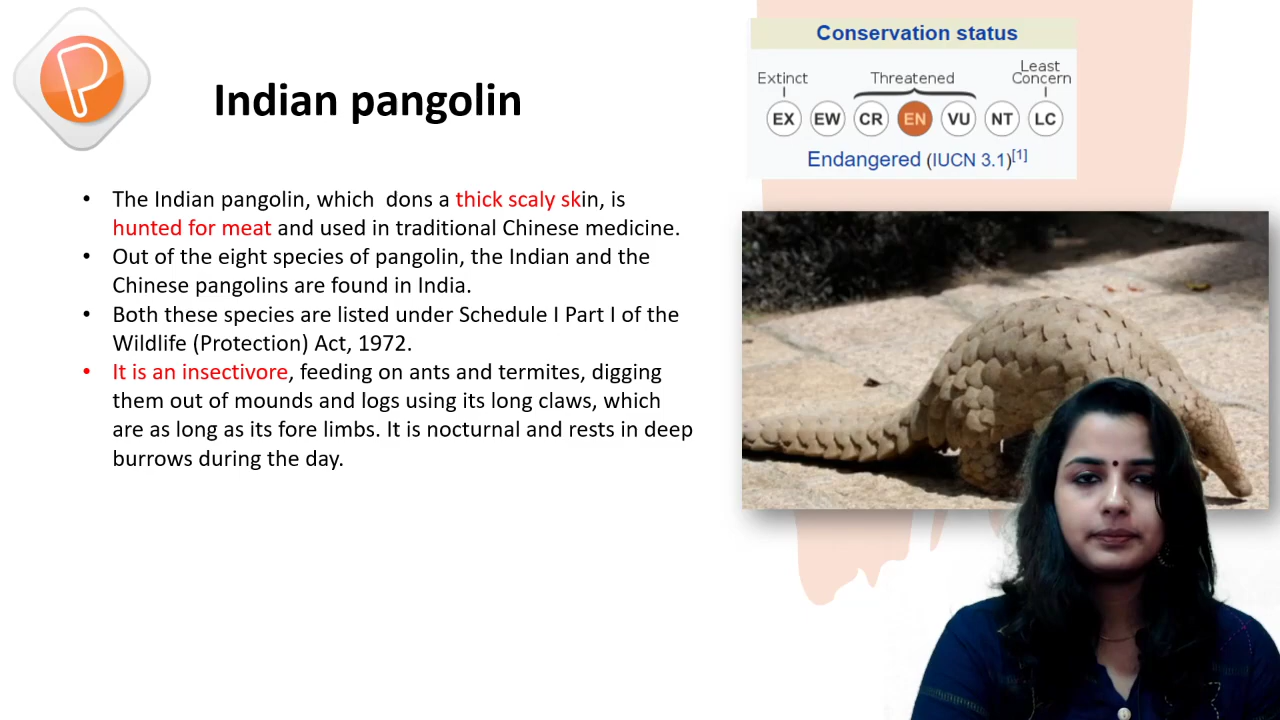 Indian pangolin
• The Indian pangolin, which dons a thick scaly skin, is
hunted for meat and used in traditional Chinese medicine.
• Out of the eight species of pangolin, the Indian and the
Chinese pangolins are found in India.
• Both these species are listed under Schedule I Part I of the
Wildlife (Protection) Act, 1972.
• It is an insectivore, feeding on ants and termites, digging
them out of mounds and logs using its long claws, which
are as long as its fore limbs. It is nocturnal and rests in deep
burrows during the day.
Conservation status
Extinct Threatened Least Concern
EX EW CR EN VU NT LC
Endangered (IUCN 3.1)[1]
P